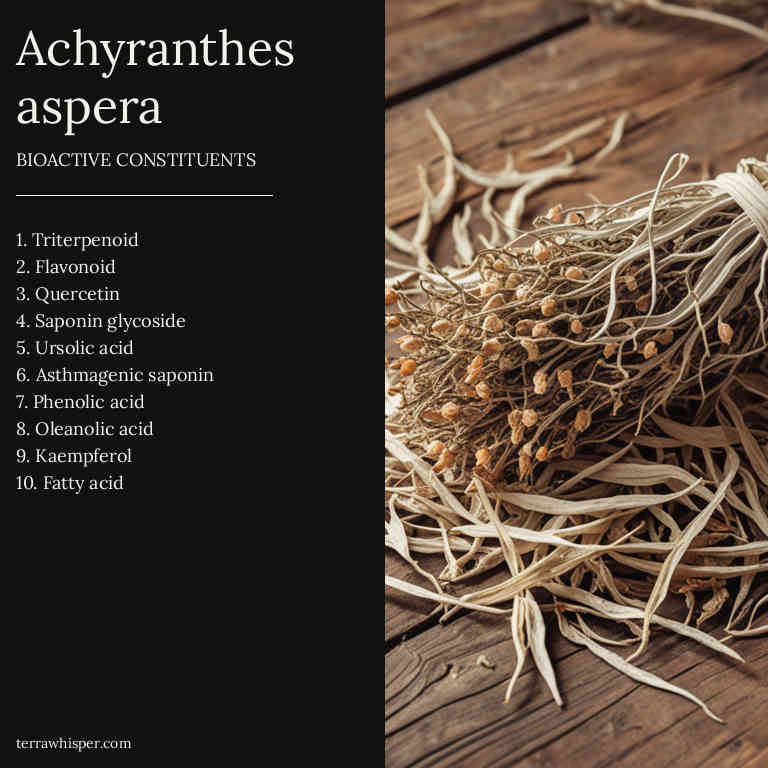 Achyranthes
aspera
BIOACTIVE CONSTITUENTS
1. Triterpenoid
2. Flavonoid
3. Quercetin
4. Saponin glycoside
5. Ursolic acid
6. Asthmagenic saponin
7. Phenolic acid
8. Oleanolic acid
9. Kaempferol
10. Fatty acid
terrawhisper.com